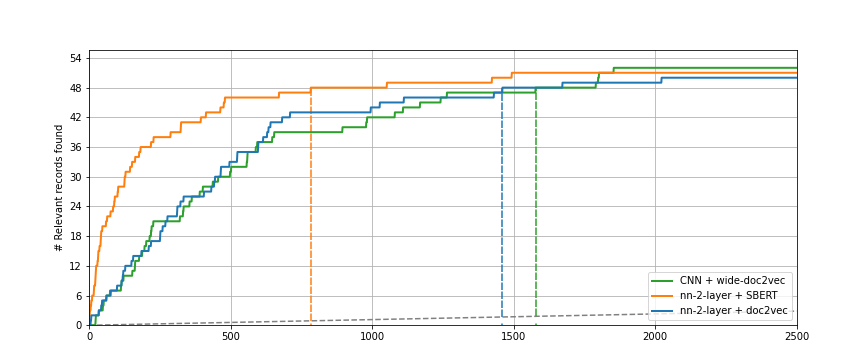 54
48
42
36
30
24
18
12
6
0
# Relevant records found
CNN + wide-doc2vec
nn-2-layer + SBERT
nn-2-layer + doc2vec
0 500 1000 1500 2000 2500